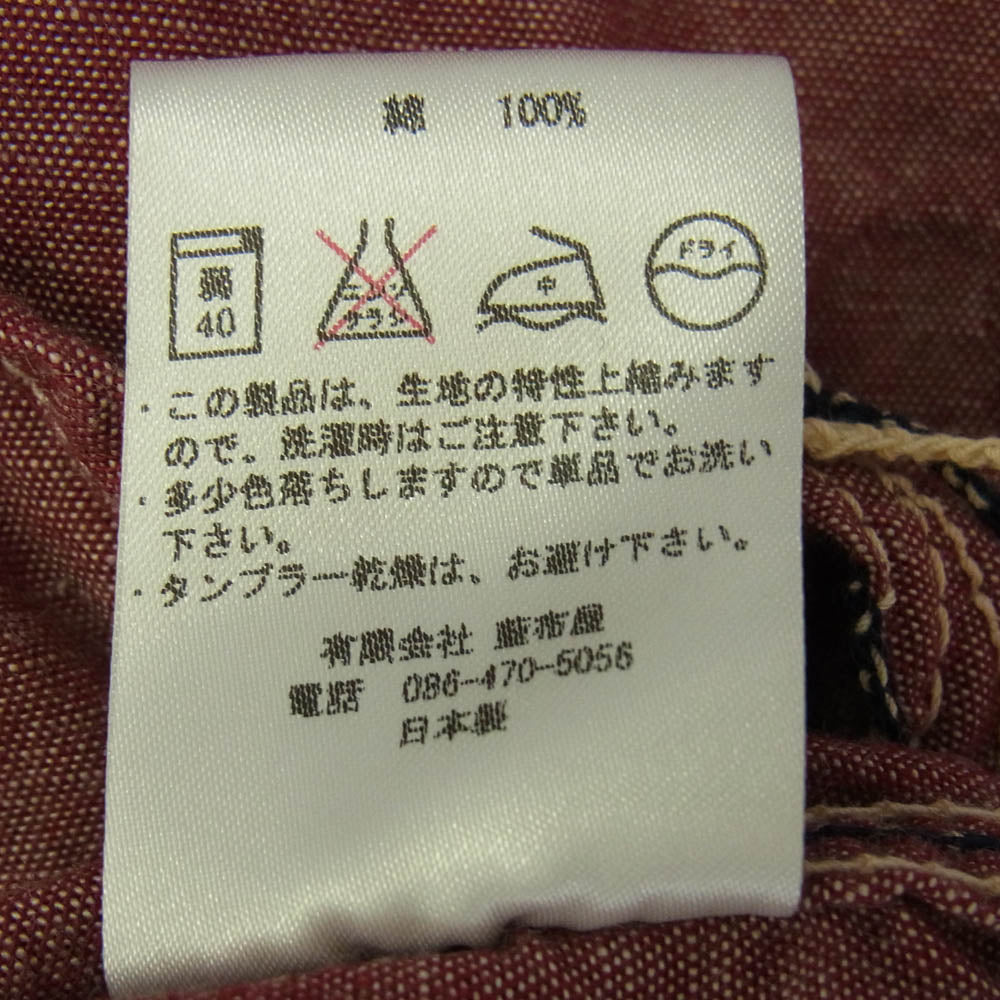 綿 100%
弱
40
エンソ
サラシ
中
ドライ
・この製品は、生地の特性上縮みます
ので。洗濯時はご注意下さい。
・多少色落ちしますので単品でお洗い
下さい。
・タンブラー乾燥は、お避け下さい。
有限会社 藍布屋
電話 086-470-5056
日本製